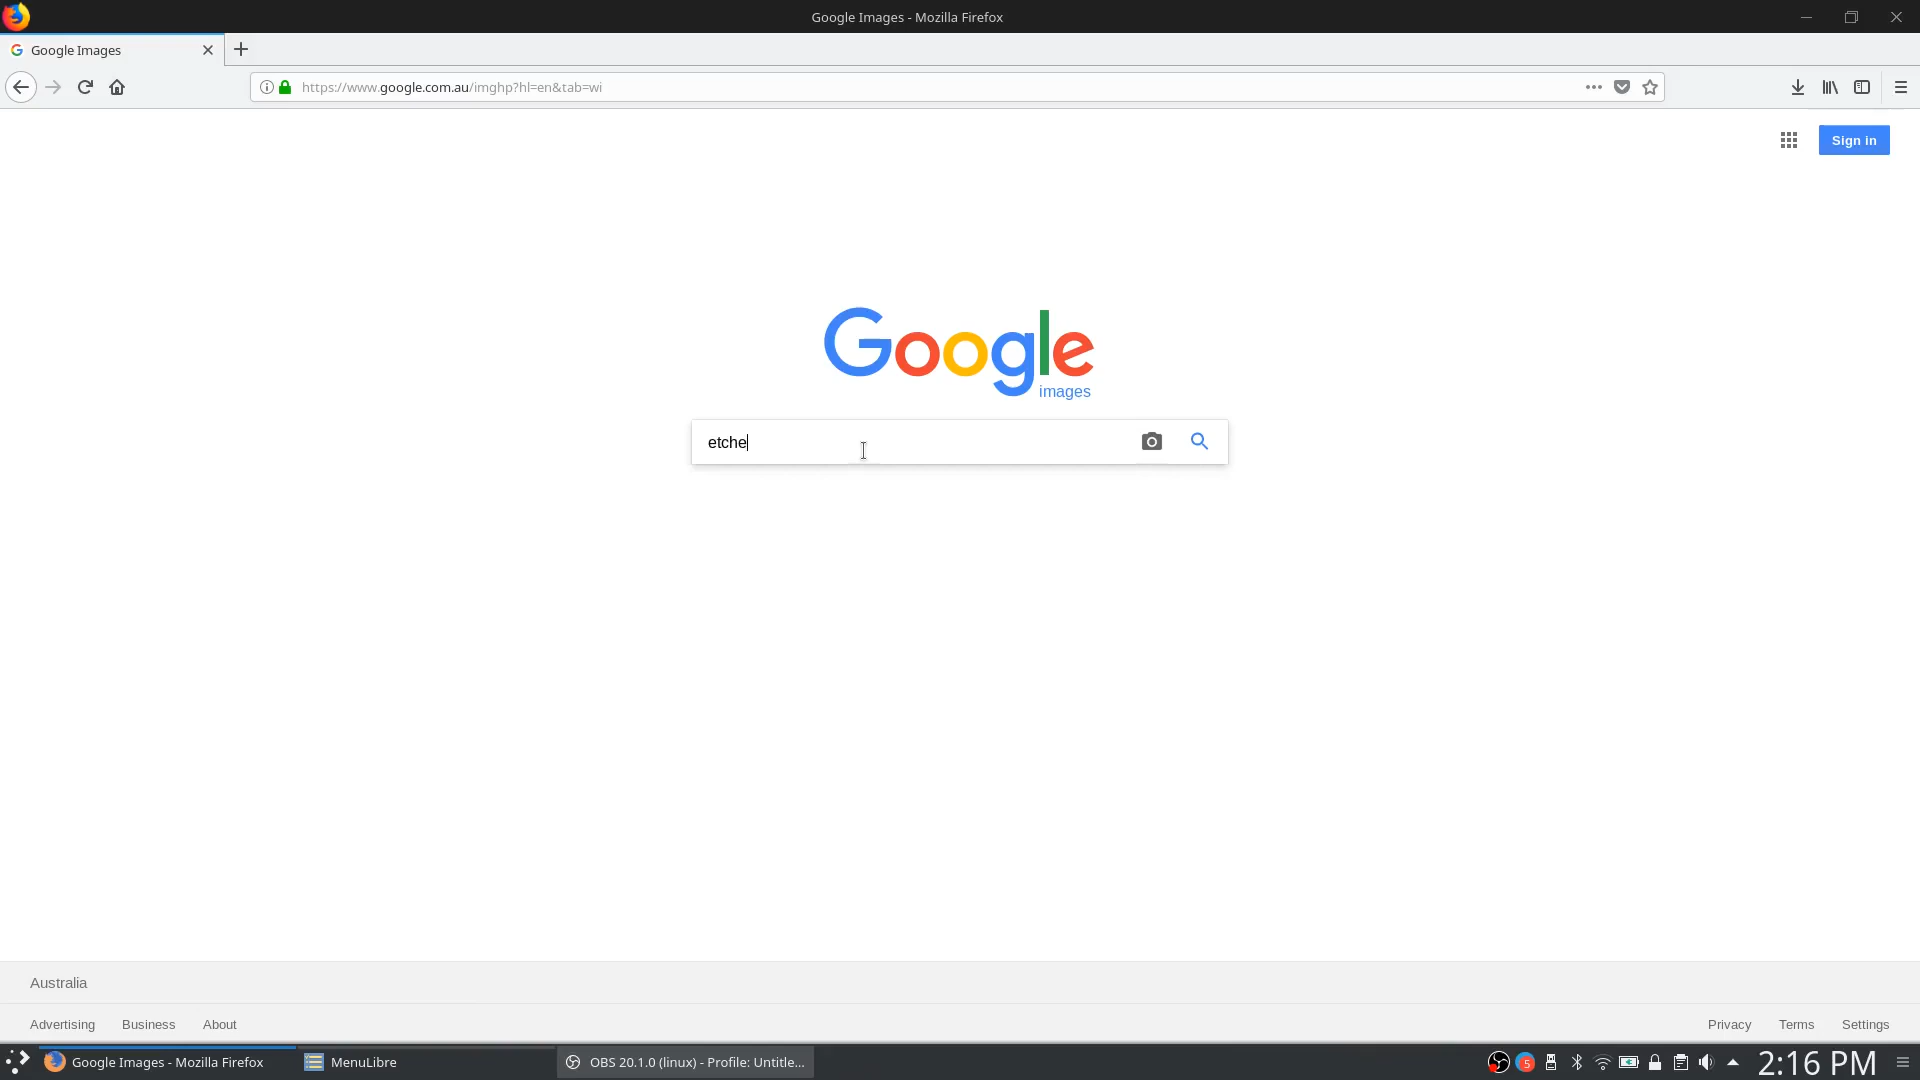 Google Images - Mozilla Firefox
Google Images
https://www.google.com.au/imghp?hl=en&tab=wi
Sign in
Google
images
etche
Australia
Advertising Business About
Privacy Terms Settings
Google Images - Mozilla Firefox
MenuLibre
OBS 20.1.0 (linux) - Profile: Untitle...
5
2:16 PM